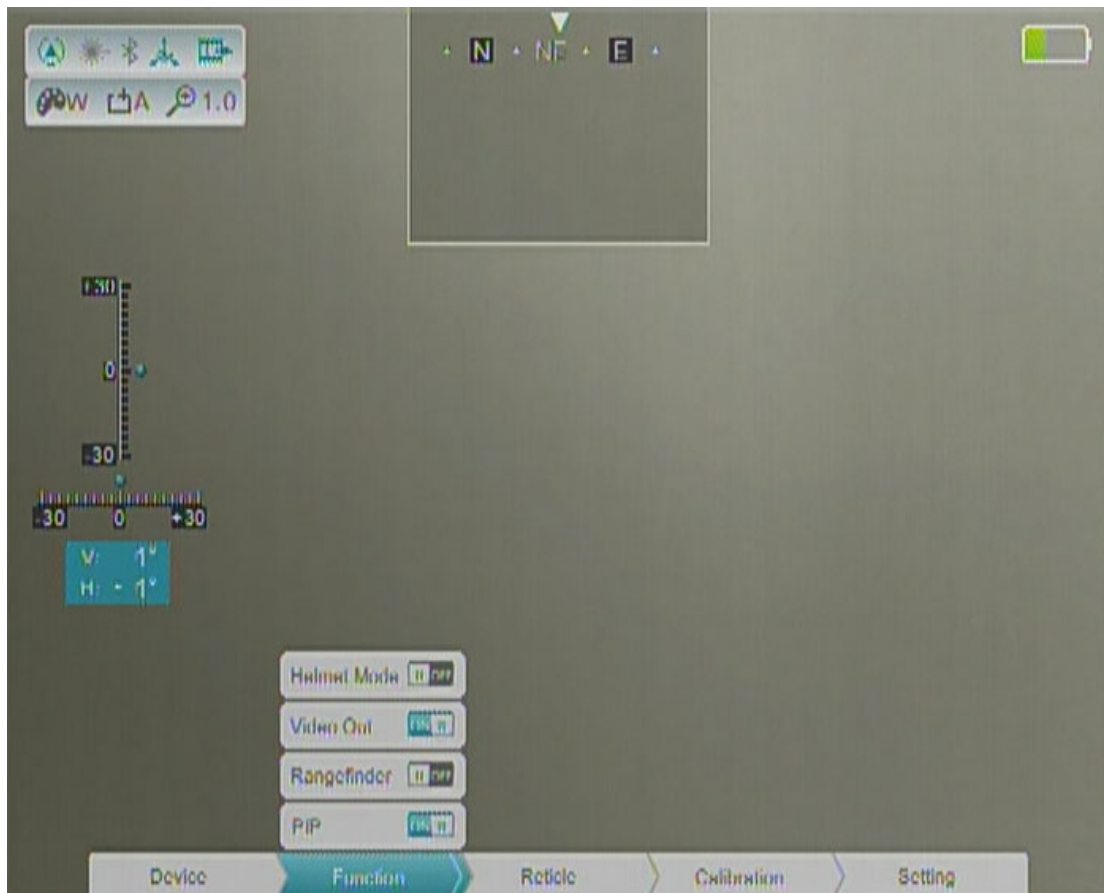 N NE E
W A 1.0
+30
0
-30
-30 0 +30
V: 1°
H: - 1°
Helmet Mode OFF
Video Out ON
Rangefinder OFF
PIP ON
Device Function Reticle Calibration Setting